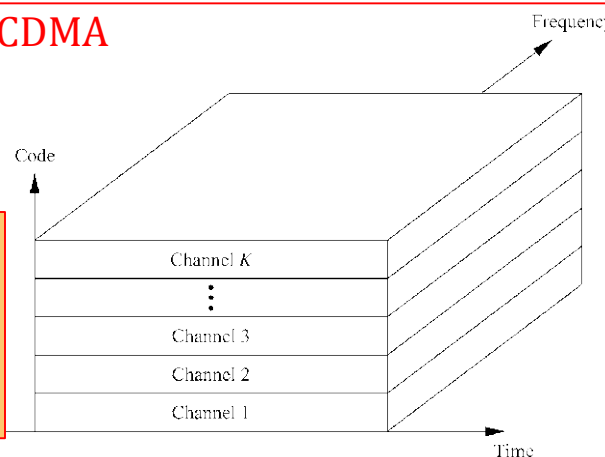 CDMA
Frequency
Code
Channel K
Channel 3
Channel 2
Channel 1
Time